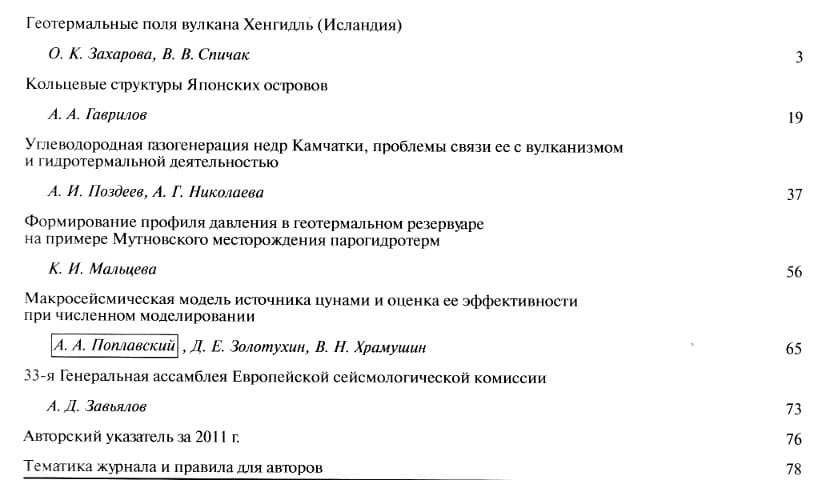 Геотермальные поля вулкана Хенгидль (Исландия)
О. К. Захарова, В. В. Спичак 3
Кольцевые структуры Японских островов
А. А. Гаврилов 19
Углеводородная газогенерация недр Камчатки, проблемы связи ее с вулканизмом
и гидротермальной деятельностью
А. И. Поздеев, А. Г. Николаева 37
Формирование профиля давления в геотермальном резервуаре
на примере Мутновского месторождения парогидротерм
К. И. Мальцева 56
Макросейсмическая модель источника цунами и оценка ее эффективности
при численном моделировании
А. А. Поплавский , Д. Е. Золотухин, В. Н. Храмушин 65
33-я Генеральная ассамблея Европейской сейсмологической комиссии
А. Д. Завьялов 73
Авторский указатель за 2011 г. 76
Тематика журнала и правила для авторов 78